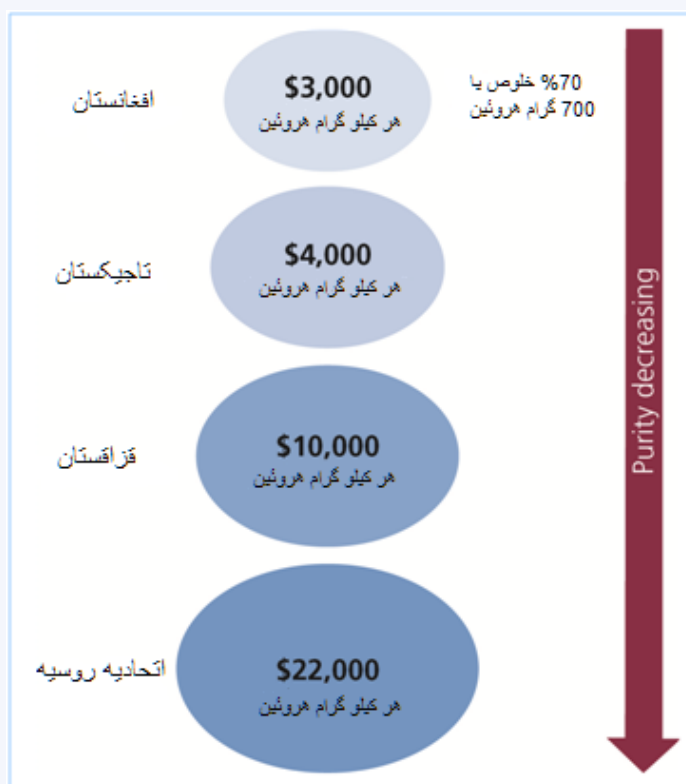 افغانستان
$3,000
هر کیلو گرام هروئین
%70 خلوص یا
700 گرام هروئین
تاجیکستان
$4,000
هر کیلو گرام هروئین
قزاقستان
$10,000
هر کیلو گرام هروئین
اتحادیه روسیه
$22,000
هر کیلو گرام هروئین
Purity decreasing